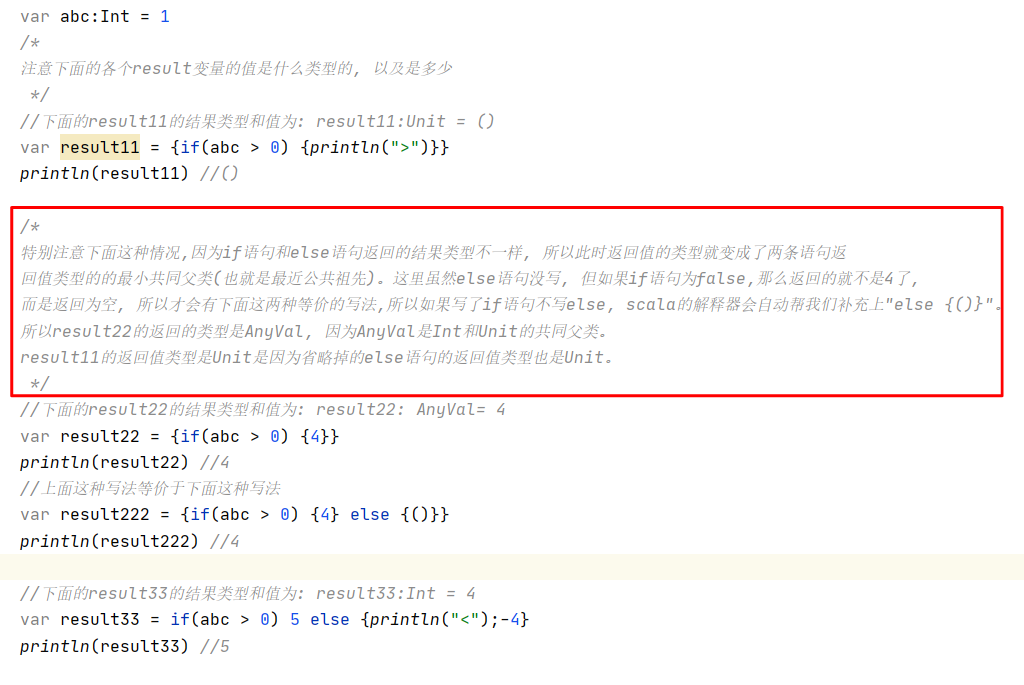 var abc:Int = 1
/*
注意下面的各个result变量的值是什么类型的, 以及是多少
*/
//下面的result11的结果类型和值为: result11:Unit = ()
var result11 = {if(abc > 0) {println(">")}}
println(result11) //()
/*
特别注意下面这种情况,因为if语句和else语句返回的结果类型不一样, 所以此时返回值的类型就变成了两条语句返
回值类型的的最小共同父类(也就是最近公共祖先)。这里虽然else语句没写, 但如果if语句为false,那么返回的就不是4了,
而是返回为空, 所以才会有下面这两种等价的写法,所以如果写了if语句不写else, scala的解释器会自动帮我们补充上"else {()}"。
所以result22的返回的类型是AnyVal, 因为AnyVal是Int和Unit的共同父类。
result11的返回值类型是Unit是因为省略掉的else语句的返回值类型也是Unit。
*/
//下面的result22的结果类型和值为: result22: AnyVal= 4
var result22 = {if(abc > 0) {4}}
println(result22) //4
//上面这种写法等价于下面这种写法
var result222 = {if(abc > 0) {4} else {()}}
println(result222) //4
//下面的result33的结果类型和值为: result33:Int = 4
var result33 = if(abc > 0) 5 else {println("<");-4}
println(result33) //5